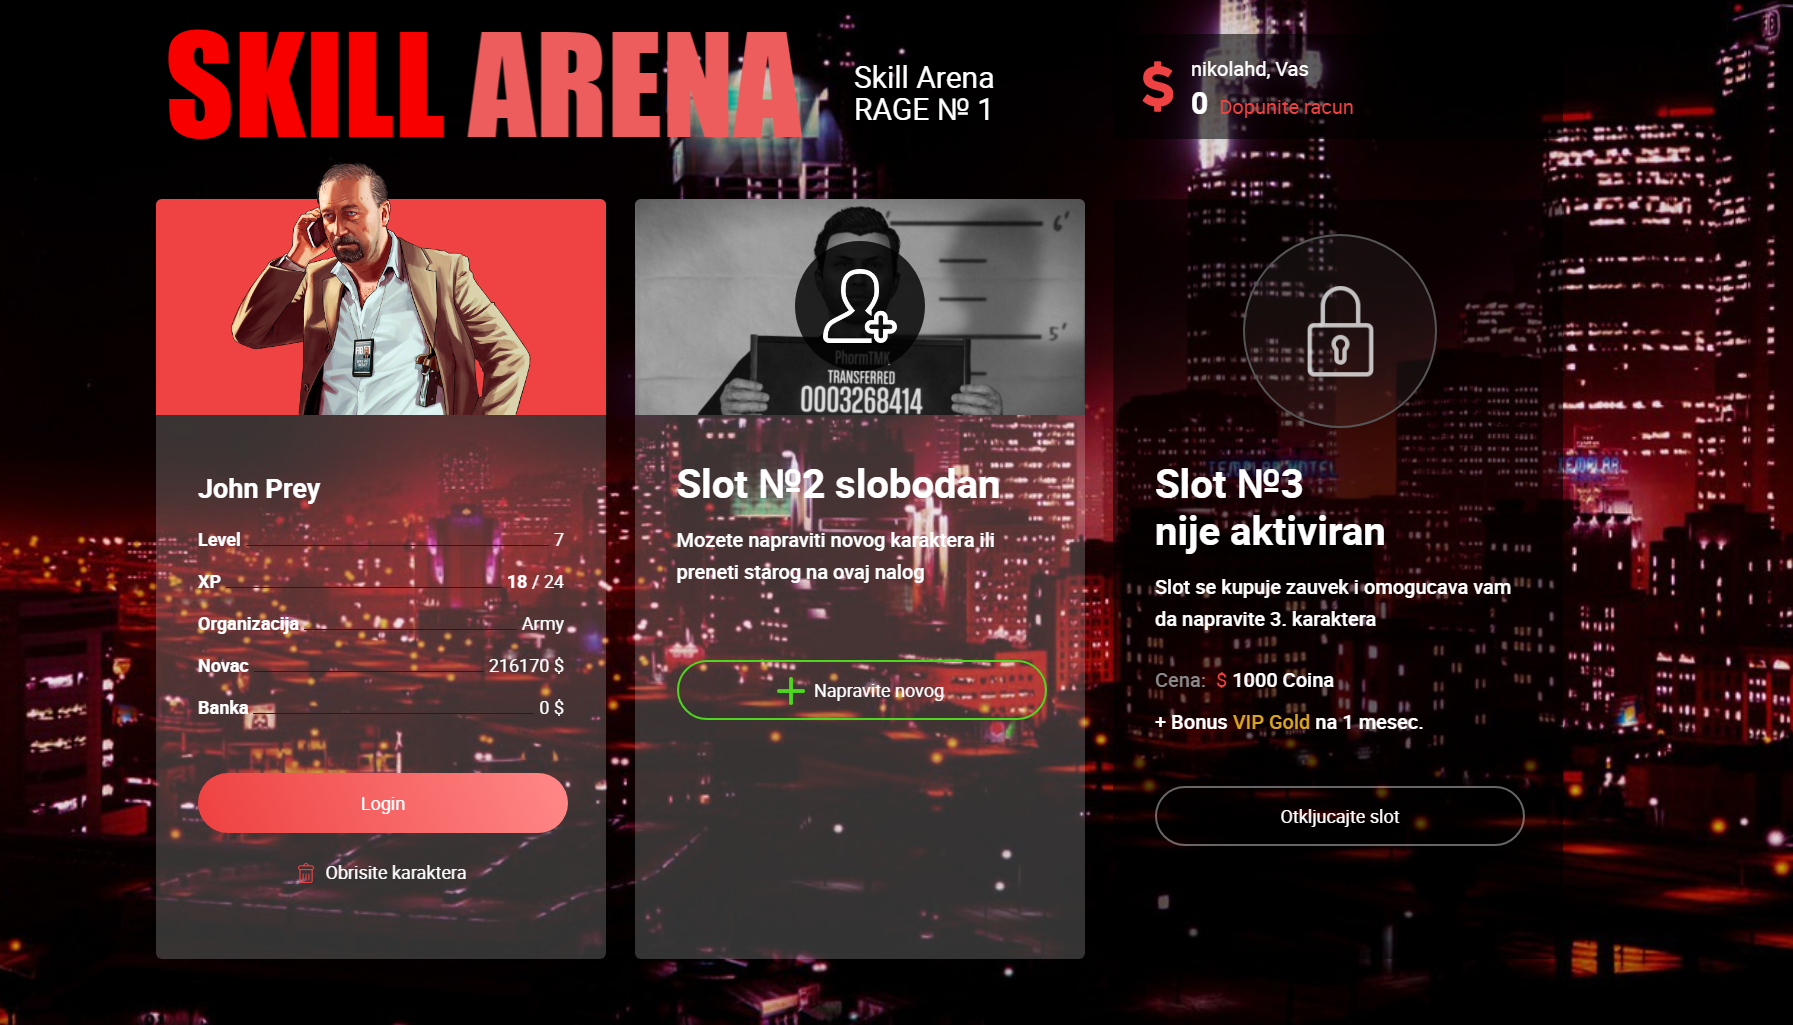 SKILL ARENA
Skill Arena
RAGE № 1
nikolahd, Vas
0 Dopunite racun
6'
5'
PhormTMK
TRANSFERRED
0003268414
John Prey
Level 7
XP 18 / 24
Organizacija Army
Novac 216170 $
Banka 0 $
Login
Obrisite karaktera
Slot №2 slobodan
Mozete napraviti novog karaktera ili
preneti starog na ovaj nalog
Napravite novog
Slot №3
nije aktiviran
Slot se kupuje zauvek i omogucava vam
da napravite 3. karaktera
Cena: $ 1000 Coina
+ Bonus VIP Gold na 1 mesec.
Otkljucajte slot